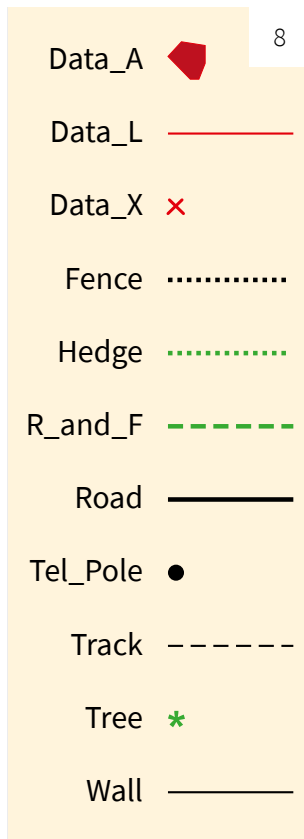 8
Data_A
Data_L
Data_X
Fence
Hedge
R_and_F
Road
Tel_Pole
Track
Tree
Wall